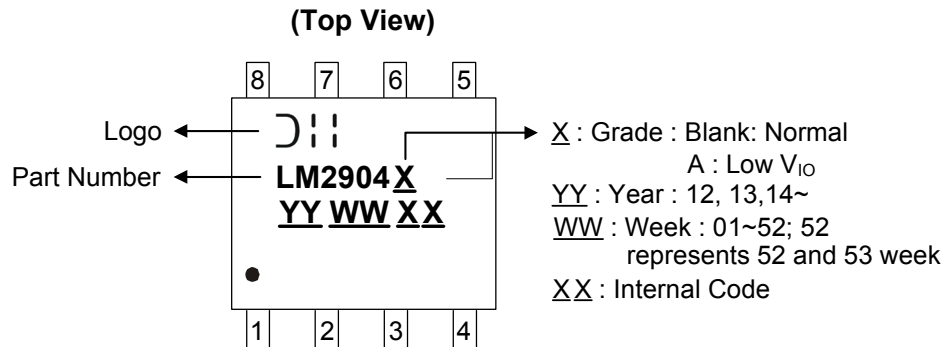 (Top View)
8 7 6 5
Logo
Part Number
LM2904X
YY WW XX
X : Grade : Blank: Normal
A : Low VIO
YY : Year : 12, 13,14~
WW : Week : 01~52; 52
represents 52 and 53 week
XX : Internal Code
1 2 3 4